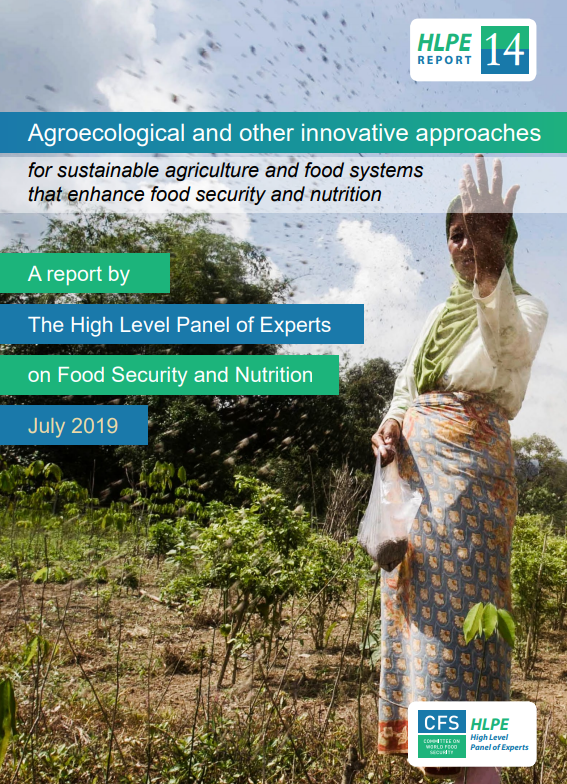 HLPE
REPORT
14
Agroecological and other innovative approaches
for sustainable agriculture and food systems
that enhance food security and nutrition
A report by
The High Level Panel of Experts
on Food Security and Nutrition
July 2019
CFS
COMMITTEE ON
WORLD FOOD
SECURITY
HLPE
High Level
Panel of Experts